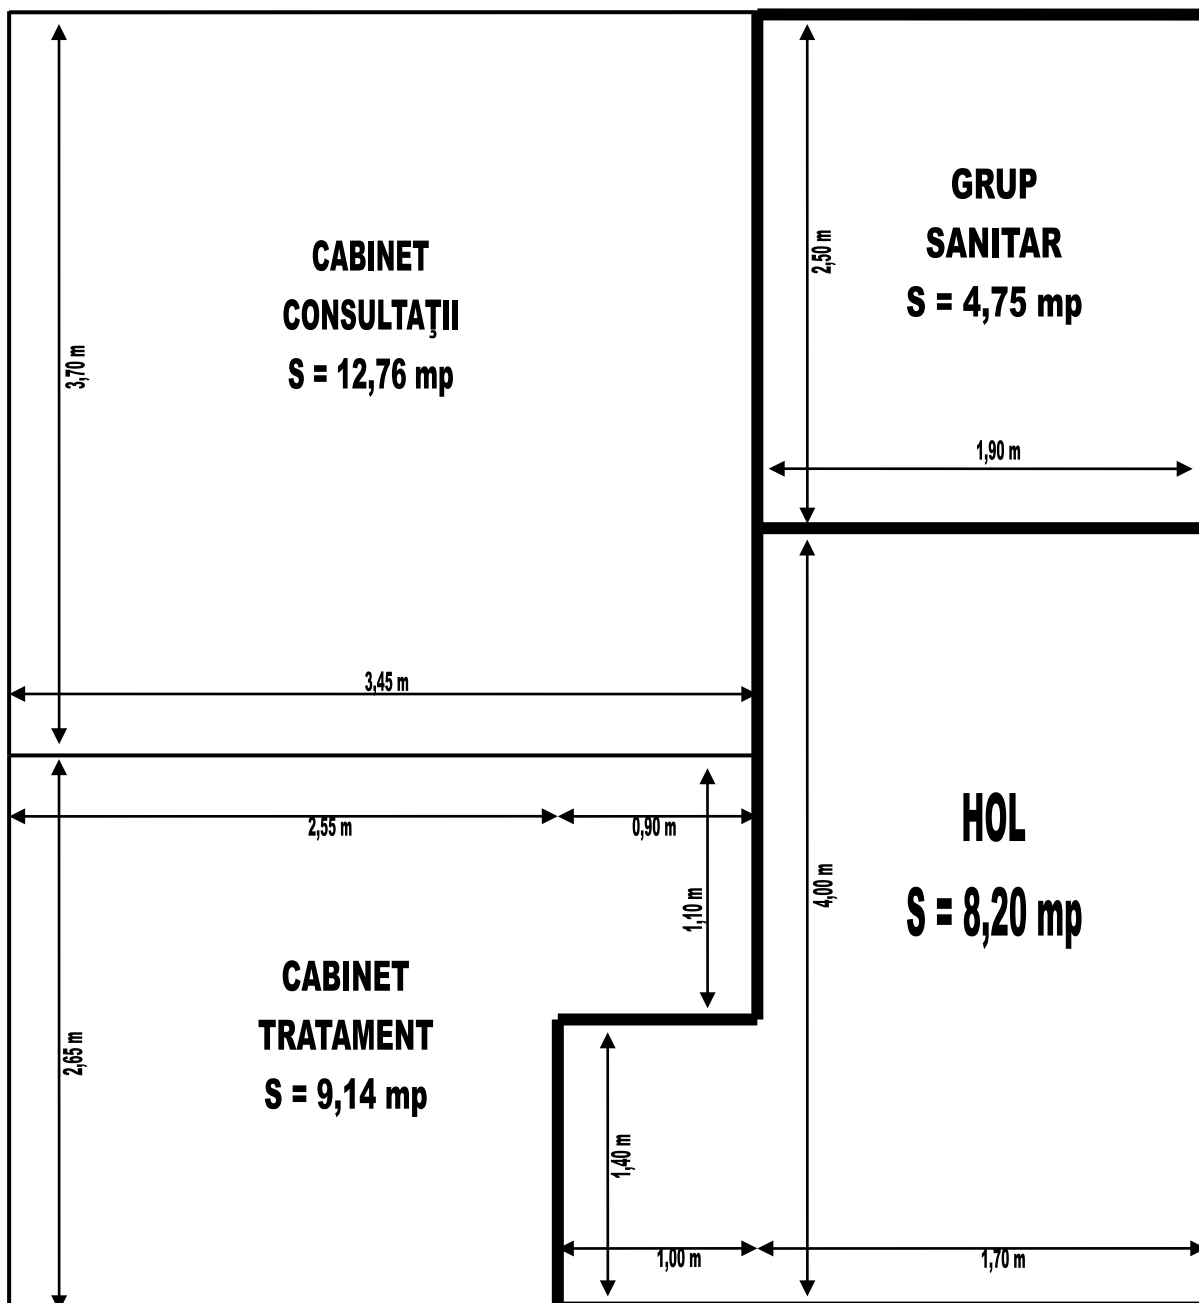 CABINET
CONSULTAŢII
S = 12,76 mp
3,70 m
3,45 m
GRUP
SANITAR
S = 4,75 mp
2,50 m
1,90 m
2,55 m
0,90 m
1,10 m
CABINET
TRATAMENT
S = 9,14 mp
2,65 m
HOL
S = 8,20 mp
4,00 m
1,40 m
1,00 m
1,70 m